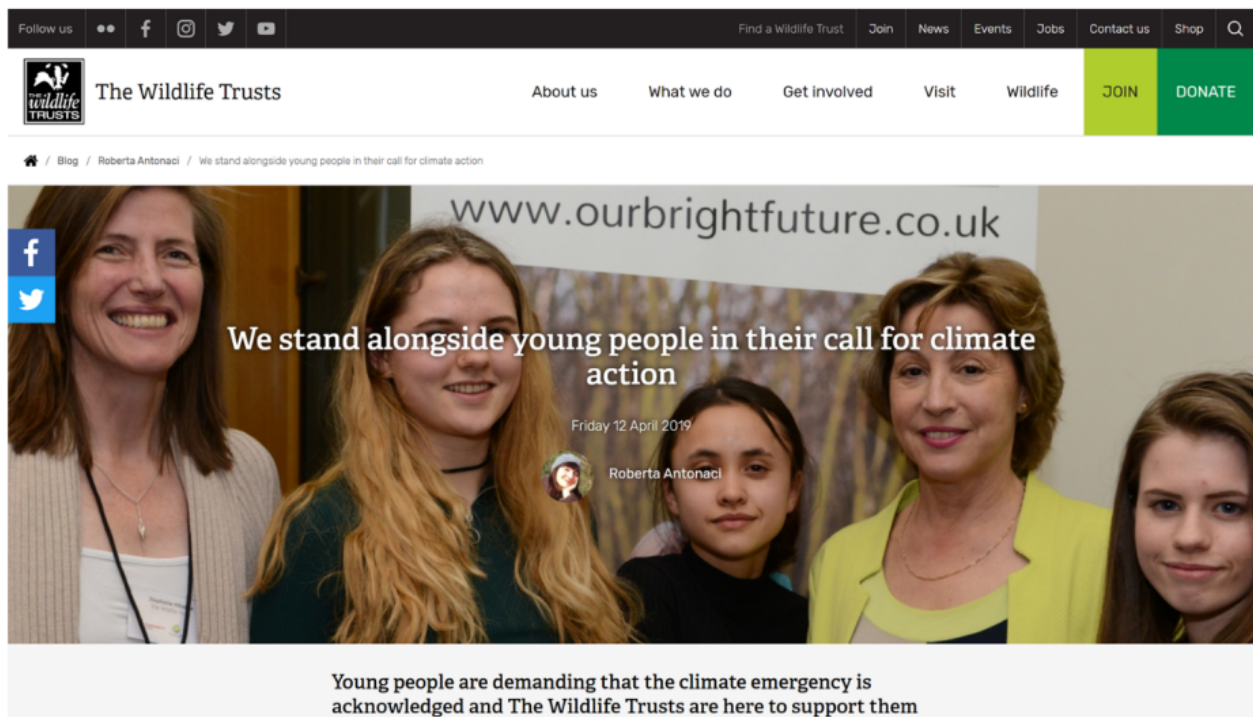 Follow us
Find a Wildlife Trust Join News Events Jobs Contact us Shop
THE wildlife TRUSTS
The Wildlife Trusts
About us What we do Get involved Visit Wildlife JOIN DONATE
/ Blog / Roberta Antonaci / We stand alongside young people in their call for climate action
www.ourbrightfuture.co.uk
We stand alongside young people in their call for climate
action
Friday 12 April 2019
Roberta Antonaci
Young people are demanding that the climate emergency is
acknowledged and The Wildlife Trusts are here to support them